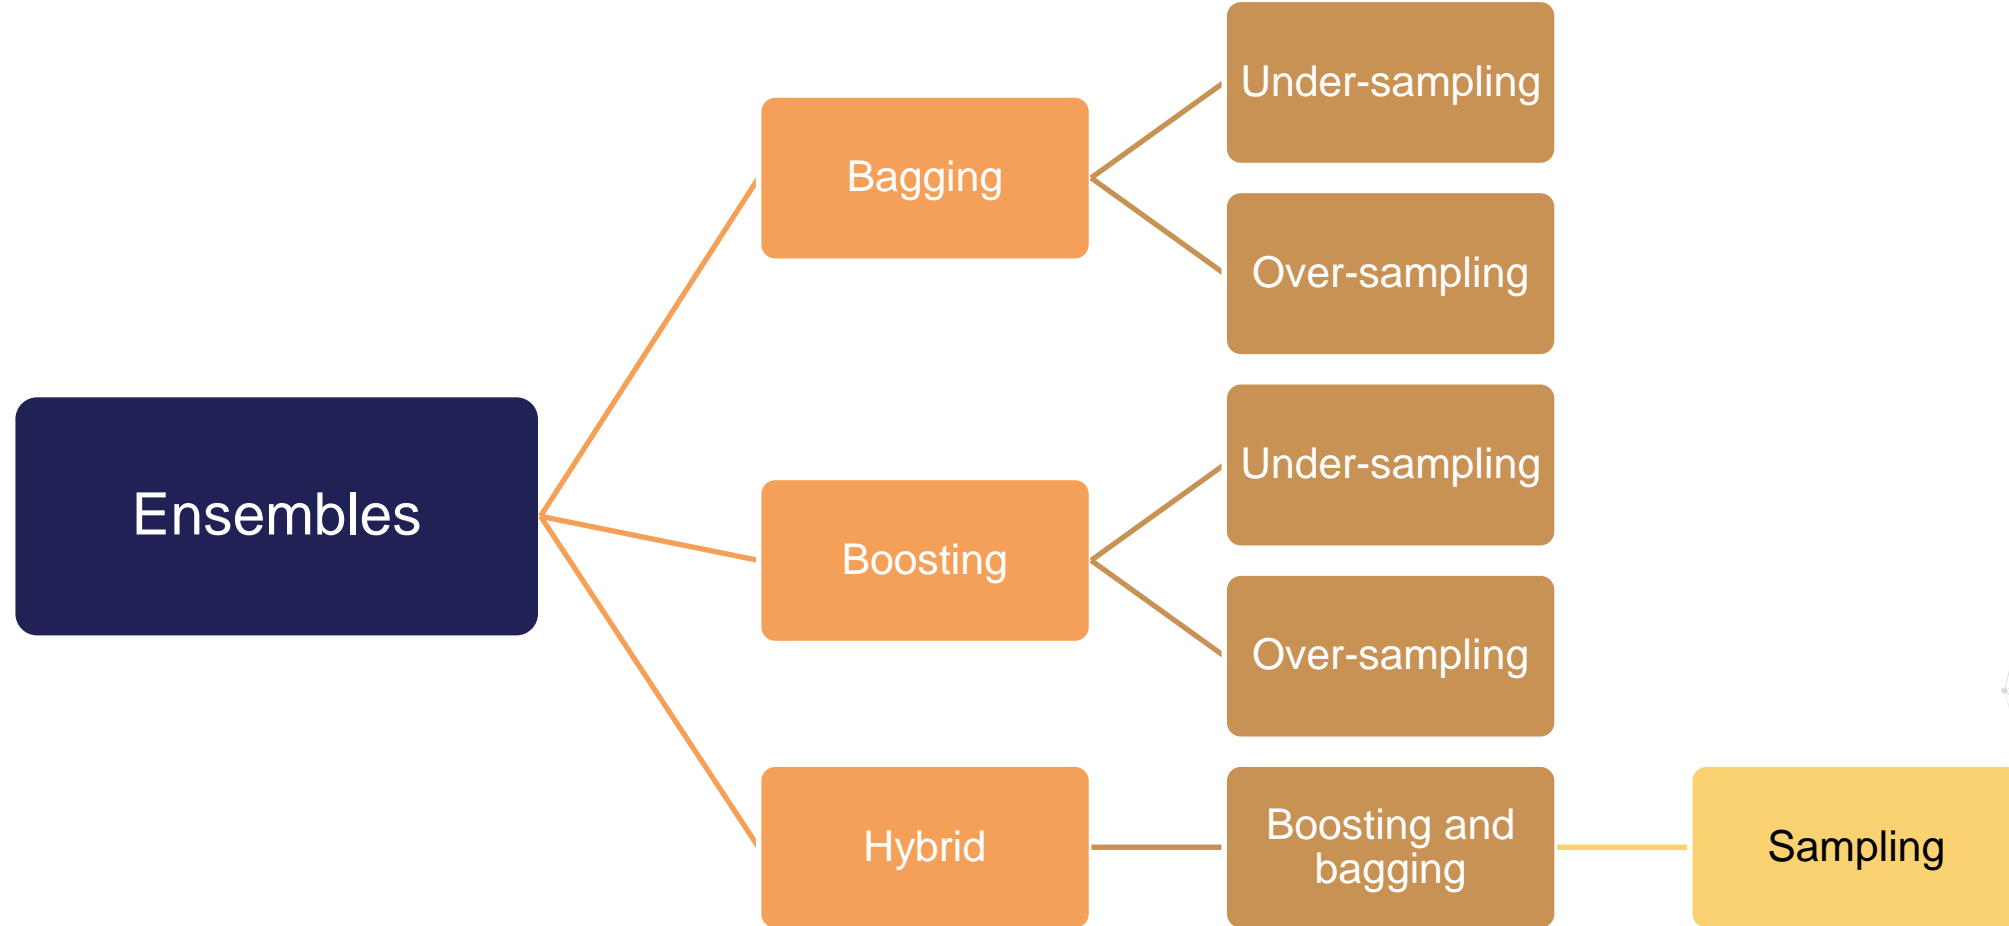 Ensembles
Bagging
Under-sampling
Over-sampling
Boosting
Under-sampling
Over-sampling
Hybrid
Boosting and
bagging
Sampling